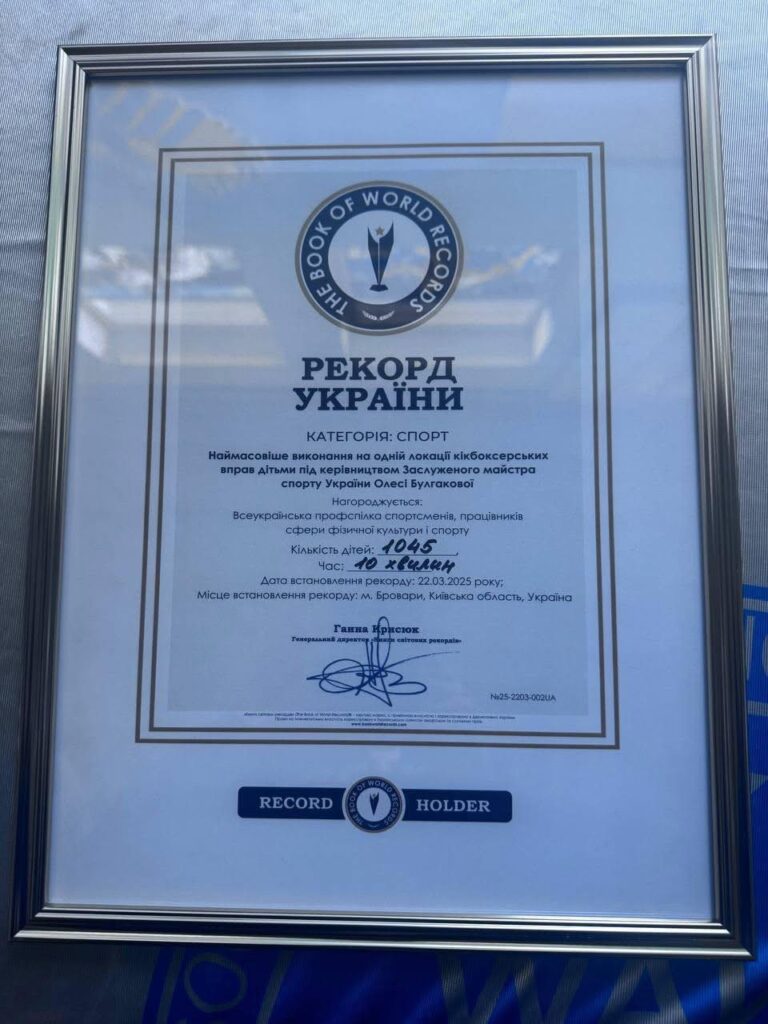 THE BOOK OF WORLD RECORDS
РЕКОРД
УКРАЇНИ
КАТЕГОРІЯ: СПОРТ
Наймасовіше виконання на одній локації кікбоксерських
вправ дітьми під керівництвом Заслуженого майстра
спорту України Олесі Булгакової
Нагороджується:
Всеукраїнська профспілка спортсменів, працівників
сфери фізичної культури і спорту
Кількість дітей: 1045
Час: 10 хвилин
Дата встановлення рекорду: 22.03.2025 року;
Місце встановлення рекорду: м. Бровари, Київська область, Україна
Ганна Крисюк
Генеральний директор «Книги світових рекордів»
№25-2203-002UA
RECORD
THE BOOK OF WORLD RECORDS
HOLDER